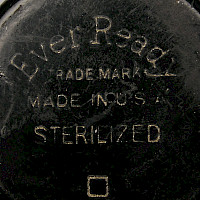 Ever Ready
TRADE MARK
MADE IN U.S.A.
STERILIZED